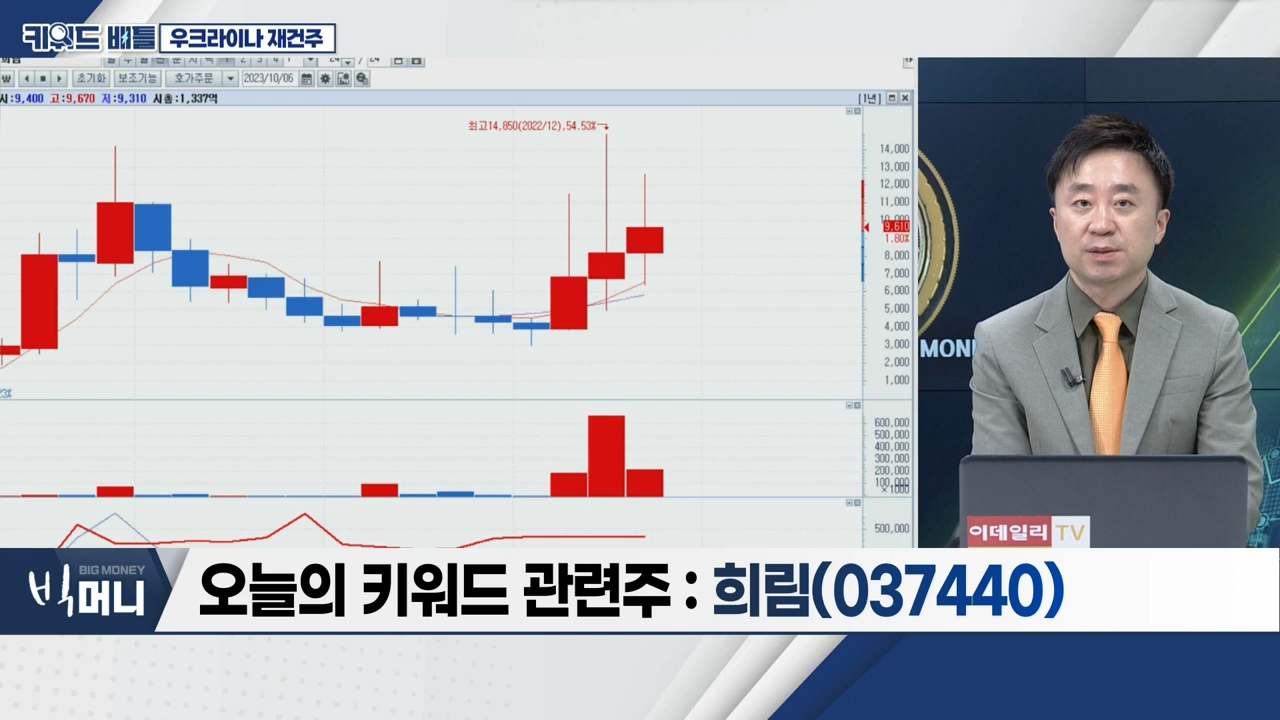 키워드 배틀 우크라이나 재건주
초기화 보조기능 호가주문 2023/10/06
시:9,400 고:9,670 저:9,310 시총:1,337억 [1년]
최고14,850(2022/12),54.53%→
14,000
13,000
12,000
11,000
10,000
9,610
1.80%
8,000
7,000
6,000
5,000
4,000
3,000
2,000
1,000
23%
600,000
500,000
400,000
300,000
200,000
100,000
×1000
500,000
MON
이데일리 TV
BIG MONEY
빅머니
오늘의 키워드 관련주 : 희림(037440)